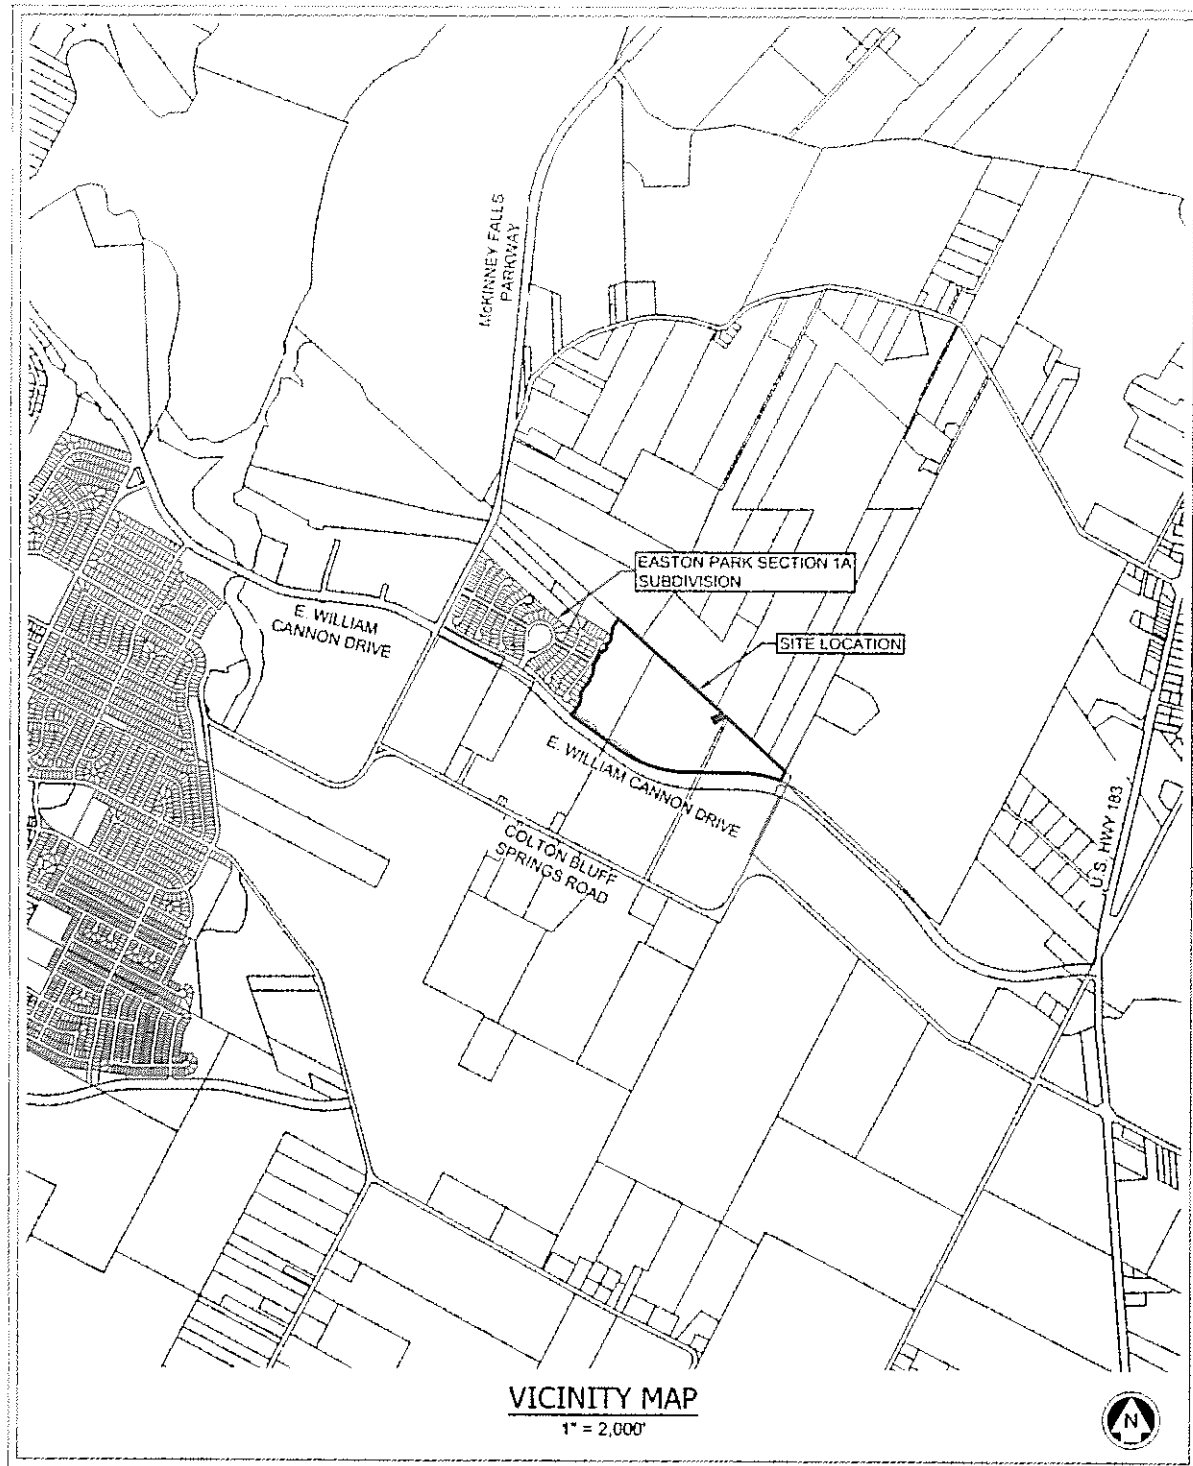 McKINNEY FALLS
PARKWAY
EASTON PARK SECTION 1A
SUBDIVISION
E. WILLIAM
CANNON DRIVE
SITE LOCATION
E. WILLIAM CANNON DRIVE
U.S. HWY 183
COLTON BLUFF
SPRINGS ROAD
VICINITY MAP
1" = 2,000'
N